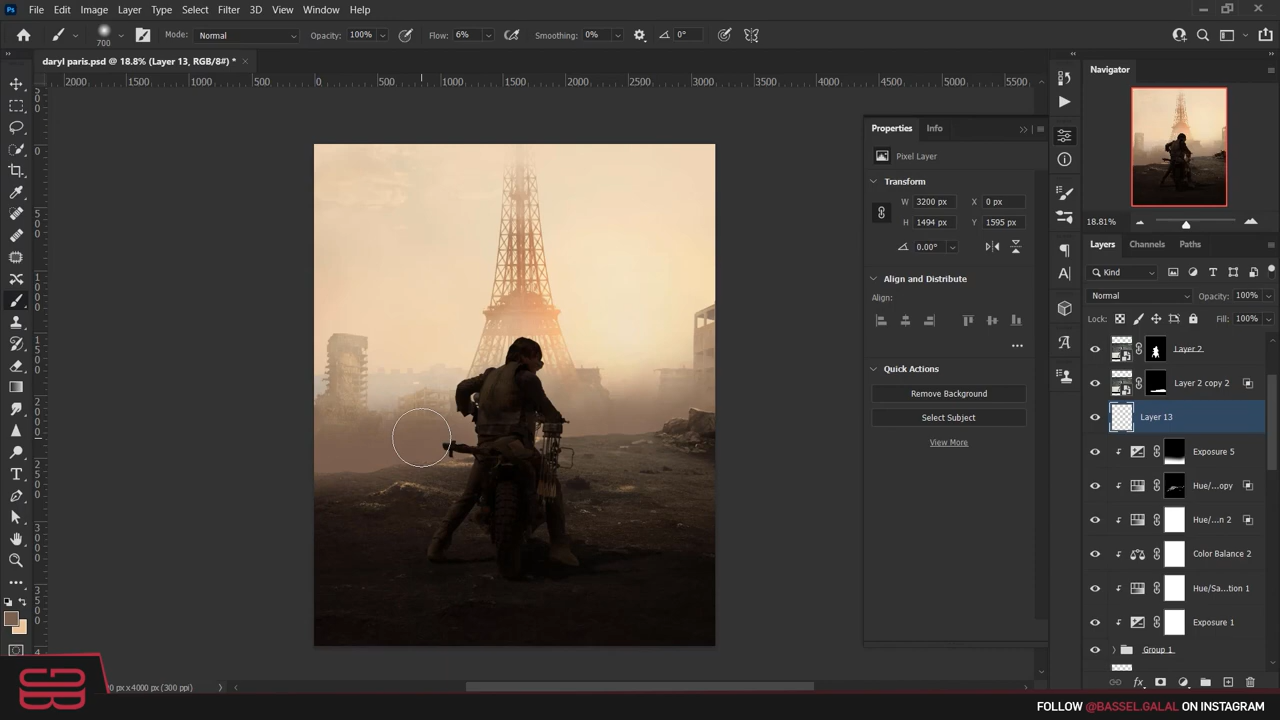 Ps File Edit Image Layer Type Select Filter 3D View Window Help
700 Mode: Normal Opacity: 100% Flow: 6% Smoothing: 0% 0°
daryl paris.psd @ 18.8% (Layer 13, RGB/8#) * ×
2000 1500 1000 500 0 500 1000 1500 2000 2500 3000 3500 4000 4500 5000 5500
Navigator
18.81%
Properties Info
Pixel Layer
Transform
W 3200 px X 0 px
H 1494 px Y 1595 px
0.00°
Align and Distribute
Align:
Quick Actions
Remove Background
Select Subject
View More
Layers Channels Paths
Kind
Normal Opacity: 100%
Lock: Fill: 100%
Layer 2
Layer 2 copy 2
Layer 13
Exposure 5
Hue/...opy
Hue/...n 2
Color Balance 2
Hue/Sa...tion 1
Exposure 1
Group 1
0 px x 4000 px (300 ppi)
FOLLOW @BASSEL.GALAL ON INSTAGRAM